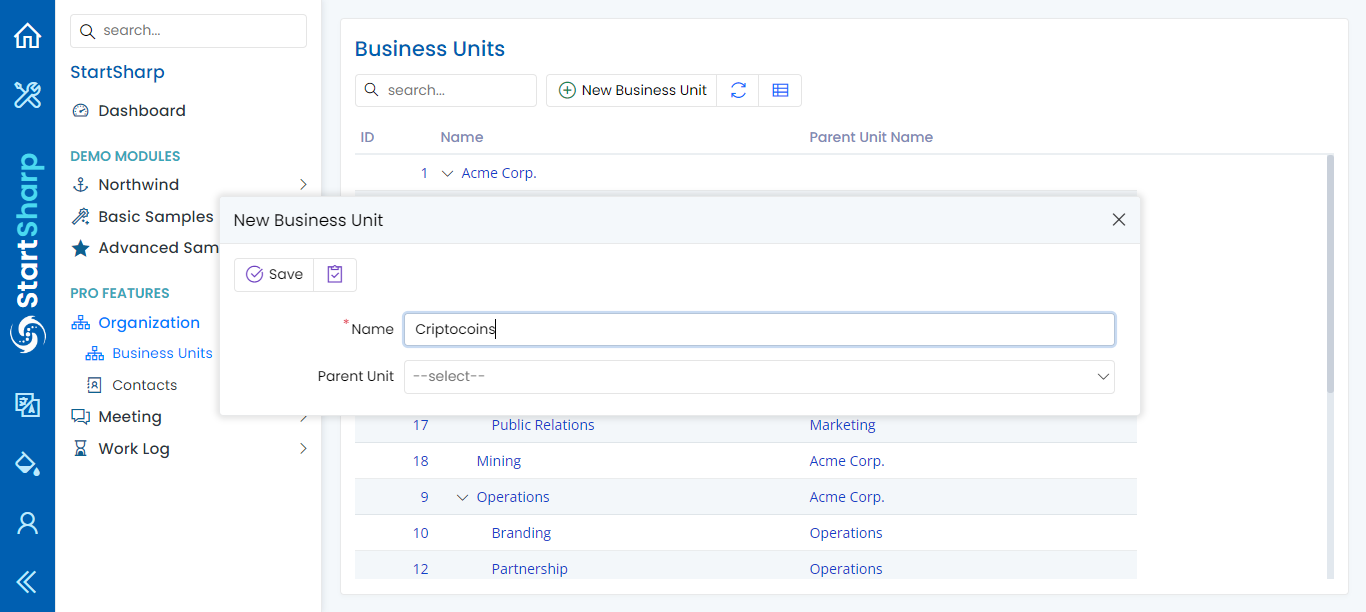 search...
StartSharp
Dashboard
DEMO MODULES
Northwind
Basic Samples
Advanced Sam
PRO FEATURES
Organization
Business Units
Contacts
Meeting
Work Log
StartSharp
Business Units
search...
New Business Unit
ID Name Parent Unit Name
1 Acme Corp.
New Business Unit
Save
*Name Criptocoins
Parent Unit --select--
17 Public Relations Marketing
18 Mining Acme Corp.
9 Operations Acme Corp.
10 Branding Operations
12 Partnership Operations